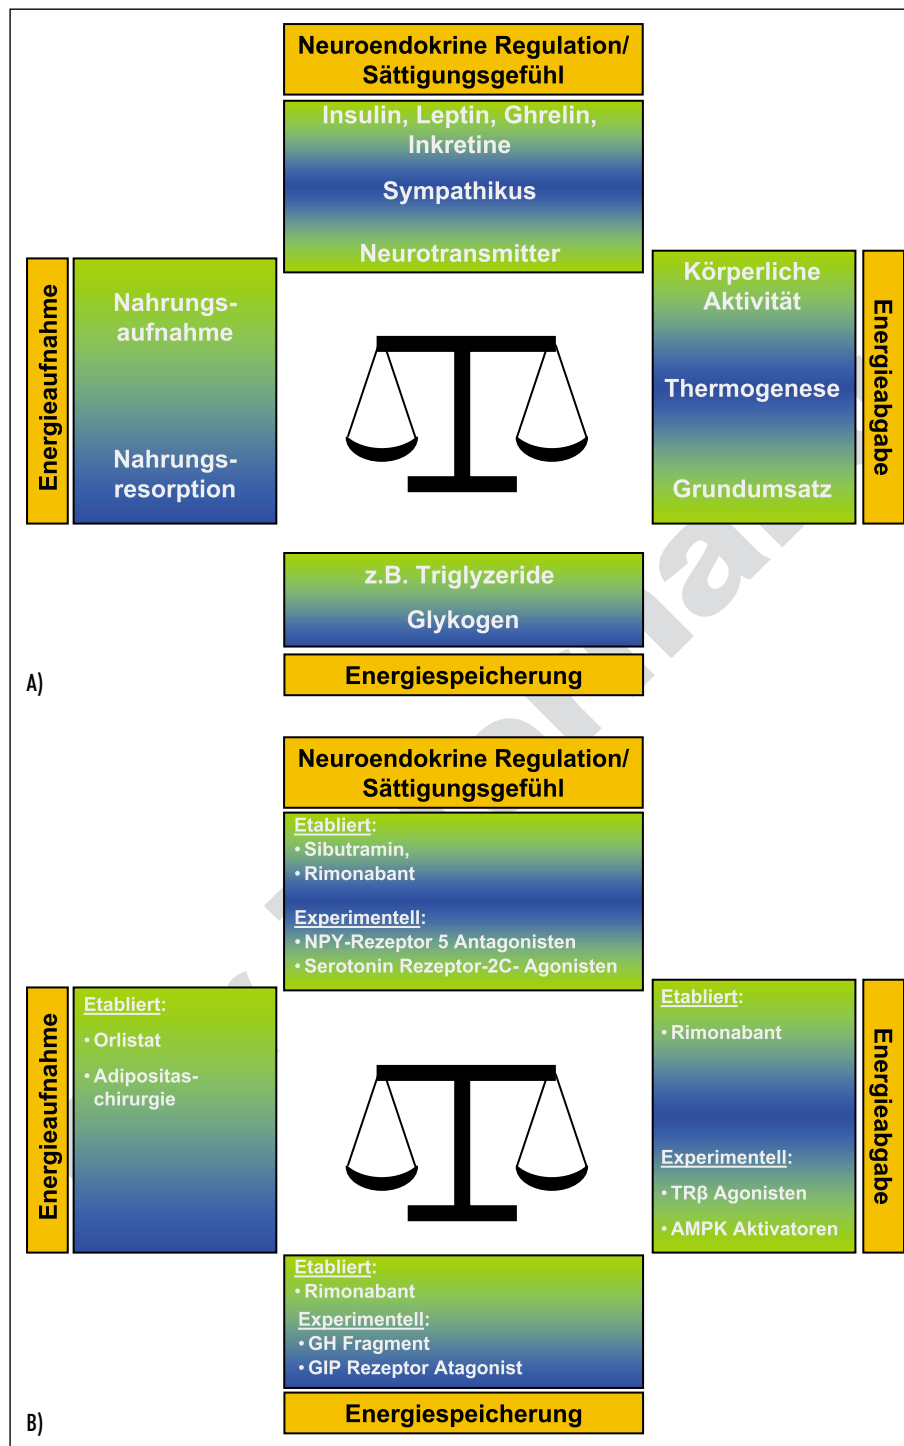 Neuroendokrine Regulation/
Sättigungsgefühl
Insulin, Leptin, Ghrelin,
Inkretine
Sympathikus
Neurotransmitter
Energieaufnahme
Nahrungs-
aufnahme
Nahrungs-
resorption
Körperliche
Aktivität
Thermogenese
Grundumsatz
Energieabgabe
z.B. Triglyzeride
Glykogen
Energiespeicherung
A)
Neuroendokrine Regulation/
Sättigungsgefühl
Etabliert:
• Sibutramin,
• Rimonabant
Experimentell:
• NPY-Rezeptor 5 Antagonisten
• Serotonin Rezeptor-2C- Agonisten
Energieaufnahme
Etabliert:
• Orlistat
• Adipositas-
chirurgie
Etabliert:
• Rimonabant
Experimentell:
• TRβ Agonisten
• AMPK Aktivatoren
Energieabgabe
Etabliert:
• Rimonabant
Experimentell:
• GH Fragment
• GIP Rezeptor Atagonist
Energiespeicherung
B)